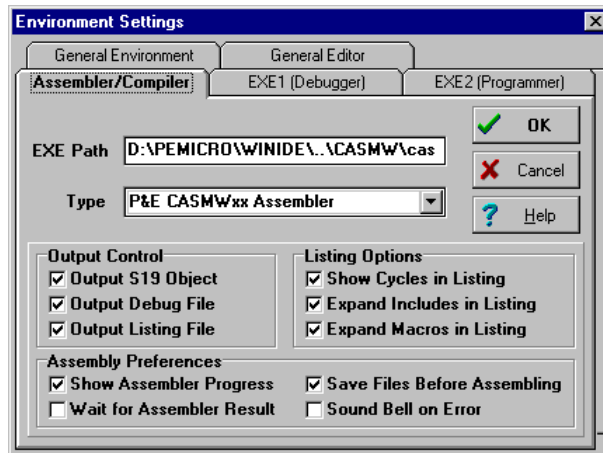 Environment Settings
General Environment General Editor
Assembler/Compiler EXE1 (Debugger) EXE2 (Programmer)
OK
EXE Path D:\PEMICRO\WINIDE\..\CASMW\cas
Cancel
Type P&E CASMWxx Assembler
Help
Output Control Listing Options
Output S19 Object Show Cycles in Listing
Output Debug File Expand Includes in Listing
Output Listing File Expand Macros in Listing
Assembly Preferences
Show Assembler Progress Save Files Before Assembling
Wait for Assembler Result Sound Bell on Error